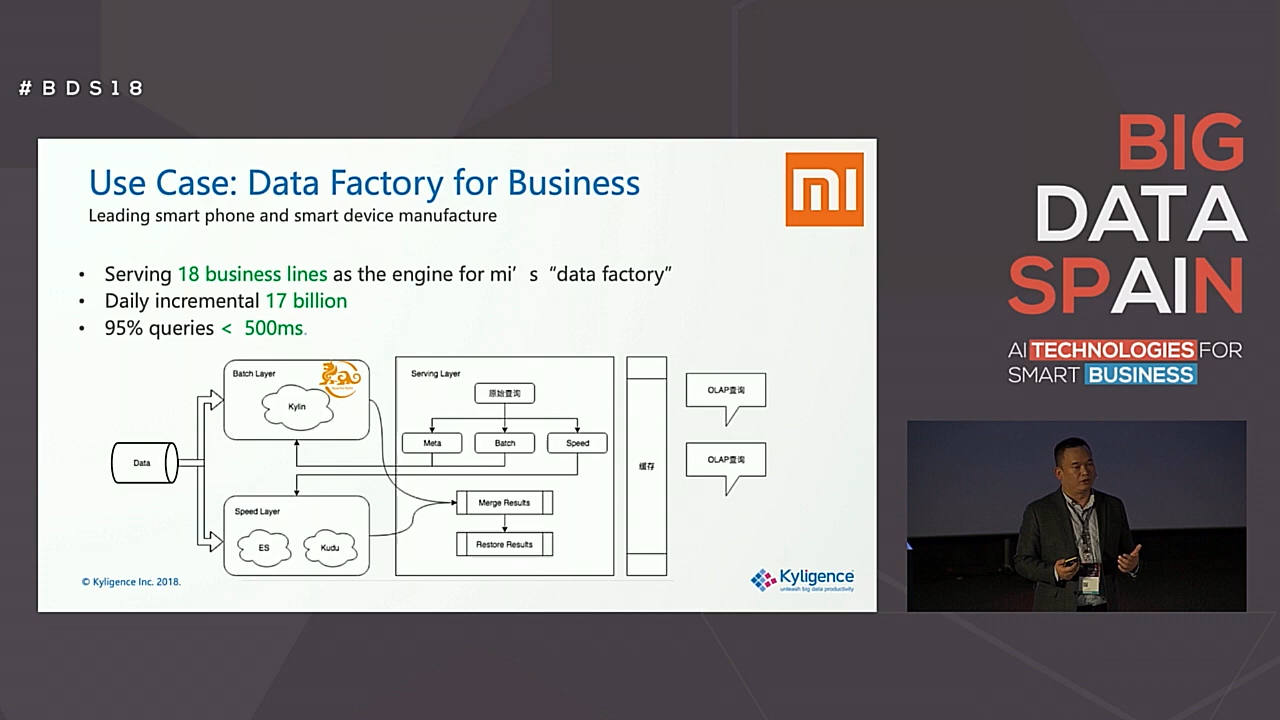 #BDS18
BIG
DATA
SPAIN
AI TECHNOLOGIES FOR
SMART BUSINESS
Use Case: Data Factory for Business
Leading smart phone and smart device manufacture
mi
• Serving 18 business lines as the engine for mi’s “data factory”
• Daily incremental 17 billion
• 95% queries < 500ms.
Data
Batch Layer
Kylin
Speed Layer
ES
Kudu
Serving Layer
原始查询
Meta
Batch
Speed
Merge Results
Restore Results
缓存
OLAP查询
OLAP查询
© Kyligence Inc. 2018.
Kyligence
unleash big data productivity